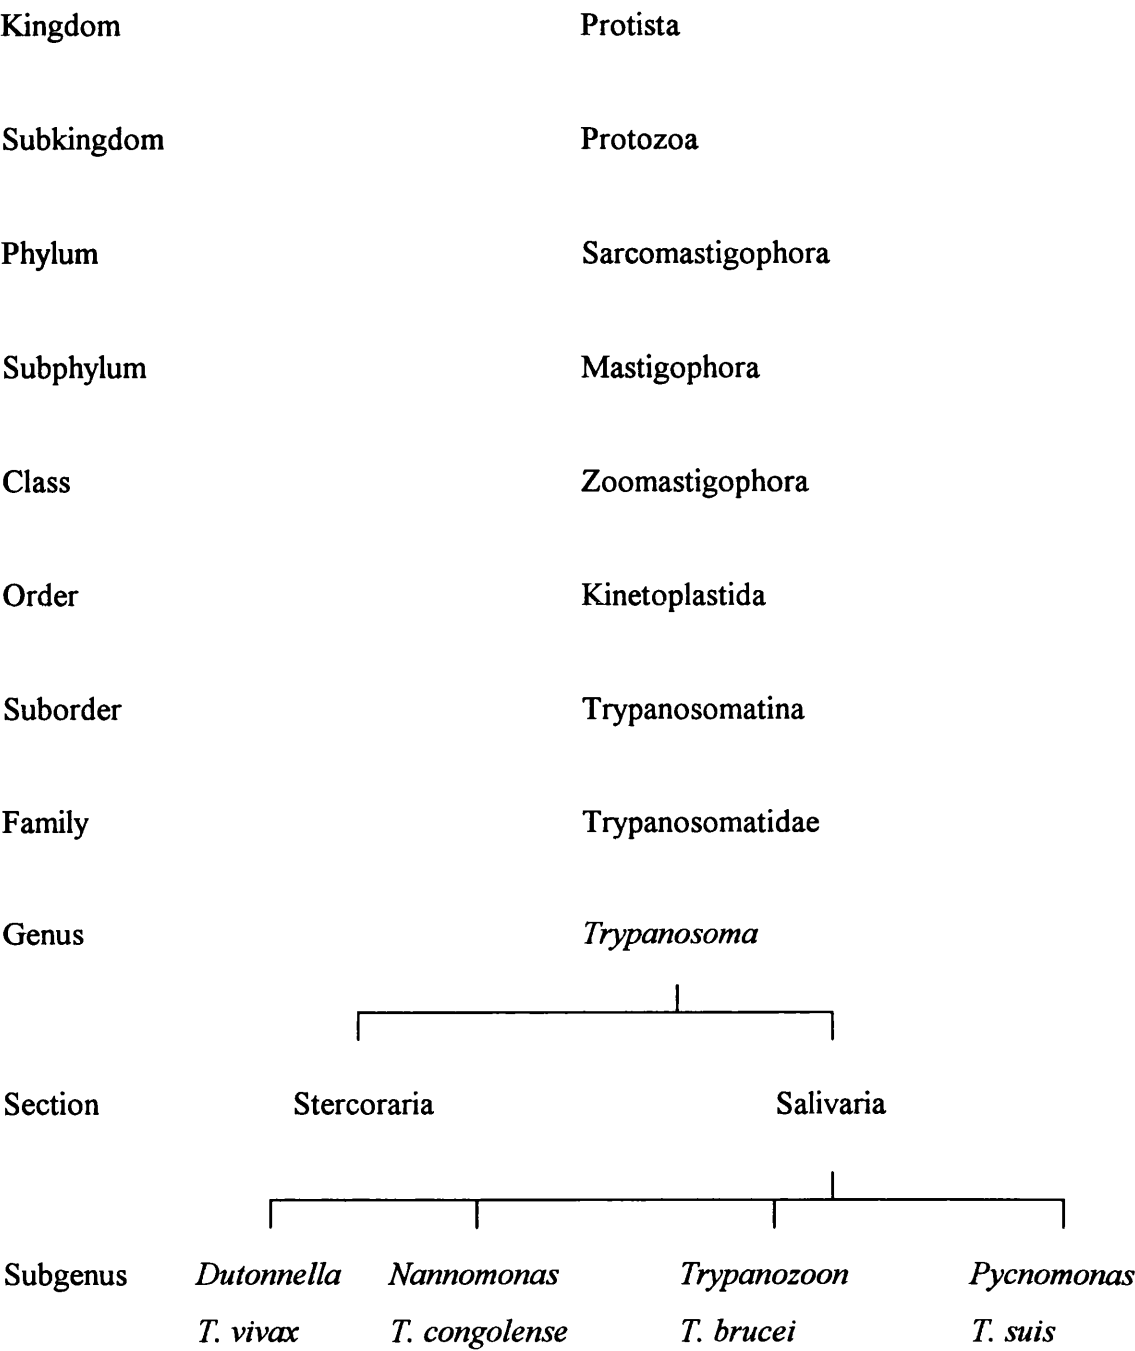 Kingdom Protista
Subkingdom Protozoa
Phylum Sarcomastigophora
Subphylum Mastigophora
Class Zoomastigophora
Order Kinetoplastida
Suborder Trypanosomatina
Family Trypanosomatidae
Genus Trypanosoma
Section Stercoraria Salivaria
Subgenus Dutonnella Nannomonas Trypanozoon Pycnomonas
T. vivax T. congolense T. brucei T. suis